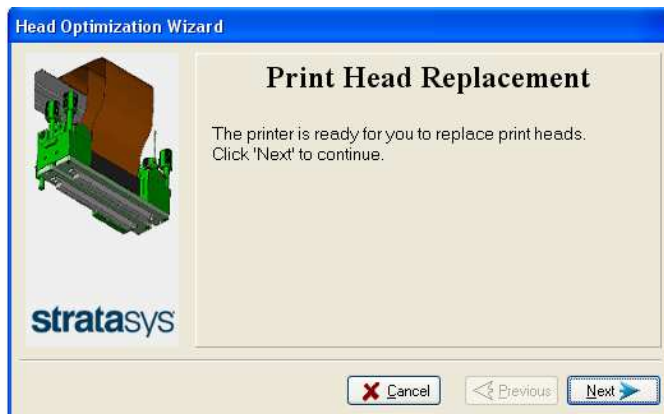 Head Optimization Wizard
Print Head Replacement
The printer is ready for you to replace print heads.
Click 'Next' to continue.
stratasys
Cancel
Previous
Next